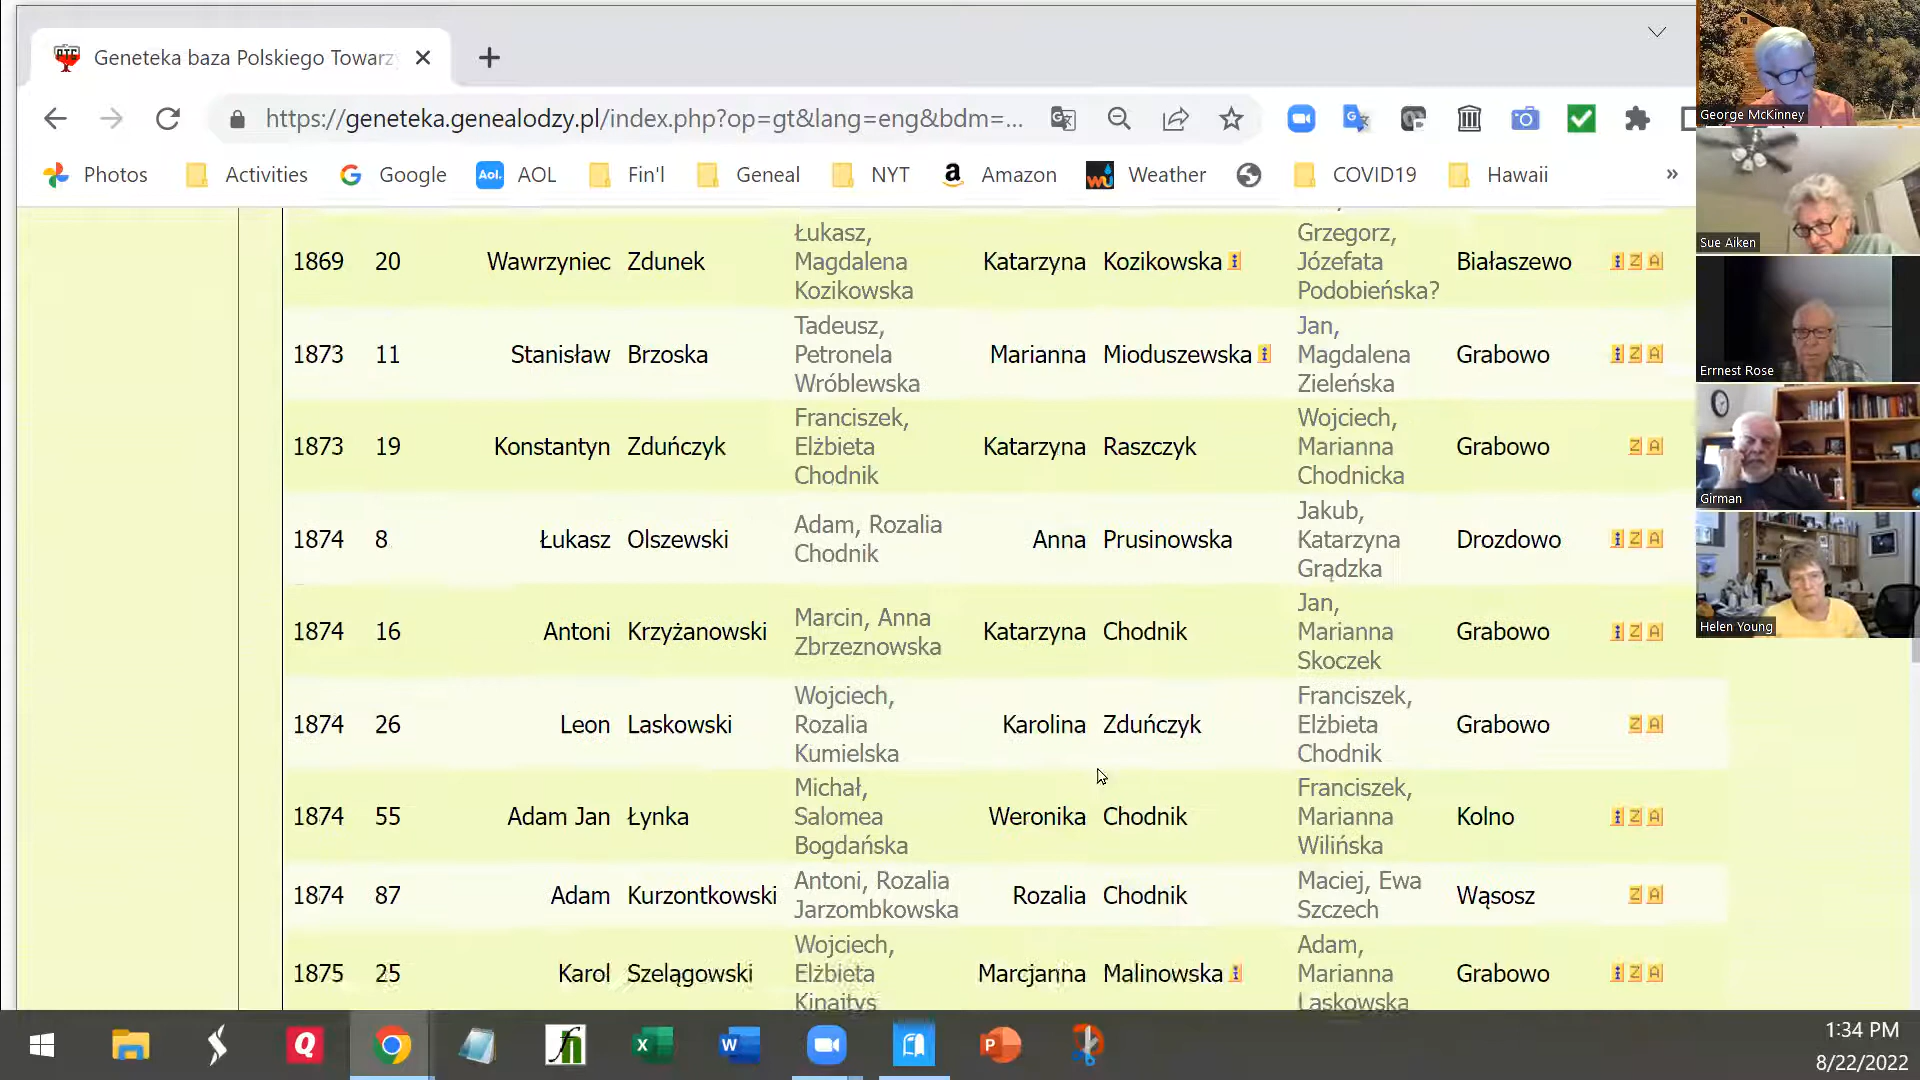 Geneteka baza Polskiego Towarzy
https://geneteka.genealodzy.pl/index.php?op=gt&lang=eng&bdm=...
Photos Activities Google AOL Fin'l Geneal NYT Amazon Weather COVID19 Hawaii »
1869 20 Wawrzyniec Zdunek Łukasz, Magdalena Kozikowska Katarzyna Kozikowska Grzegorz, Józefata Podobieńska? Białaszewo i Z A
1873 11 Stanisław Brzoska Tadeusz, Petronela Wróblewska Marianna Mioduszewska Jan, Magdalena Zieleńska Grabowo i Z A
1873 19 Konstantyn Zduńczyk Franciszek, Elżbieta Chodnik Katarzyna Raszczyk Wojciech, Marianna Chodnicka Grabowo Z A
1874 8 Łukasz Olszewski Adam, Rozalia Chodnik Anna Prusinowska Jakub, Katarzyna Grądzka Drozdowo i Z A
1874 16 Antoni Krzyżanowski Marcin, Anna Zbrzeznowska Katarzyna Chodnik Jan, Marianna Skoczek Grabowo i Z A
1874 26 Leon Laskowski Wojciech, Rozalia Kumielska Karolina Zduńczyk Franciszek, Elżbieta Chodnik Grabowo Z A
1874 55 Adam Jan Łynka Michał, Salomea Bogdańska Weronika Chodnik Franciszek, Marianna Wilińska Kolno i Z A
1874 87 Adam Kurzontkowski Antoni, Rozalia Jarzombkowska Rozalia Chodnik Maciej, Ewa Szczech Wąsosz Z A
1875 25 Karol Szelągowski Wojciech, Elżbieta Kinajtys Marcjanna Malinowska Adam, Marianna Laskowska Grabowo i Z A
George McKinney
Sue Aiken
Errnest Rose
Girman
Helen Young
1:34 PM
8/22/2022